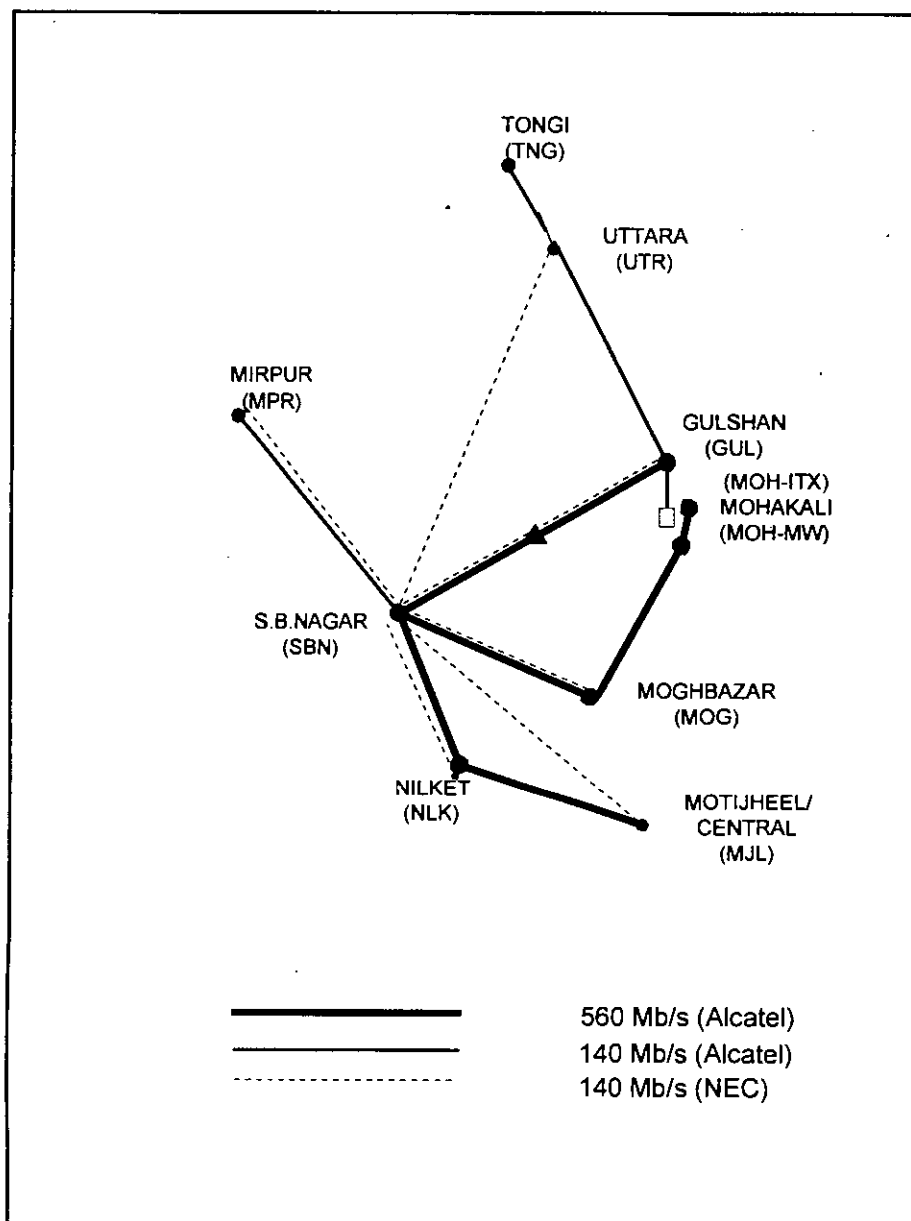 TONGI
(TNG)
UTTARA
(UTR)
MIRPUR
(MPR)
GULSHAN
(GUL)
(MOH-ITX)
MOHAKALI
(MOH-MW)
S.B.NAGAR
(SBN)
MOGHBAZAR
(MOG)
NILKET
(NLK)
MOTIJHEEL/
CENTRAL
(MJL)
560 Mb/s (Alcatel)
140 Mb/s (Alcatel)
140 Mb/s (NEC)